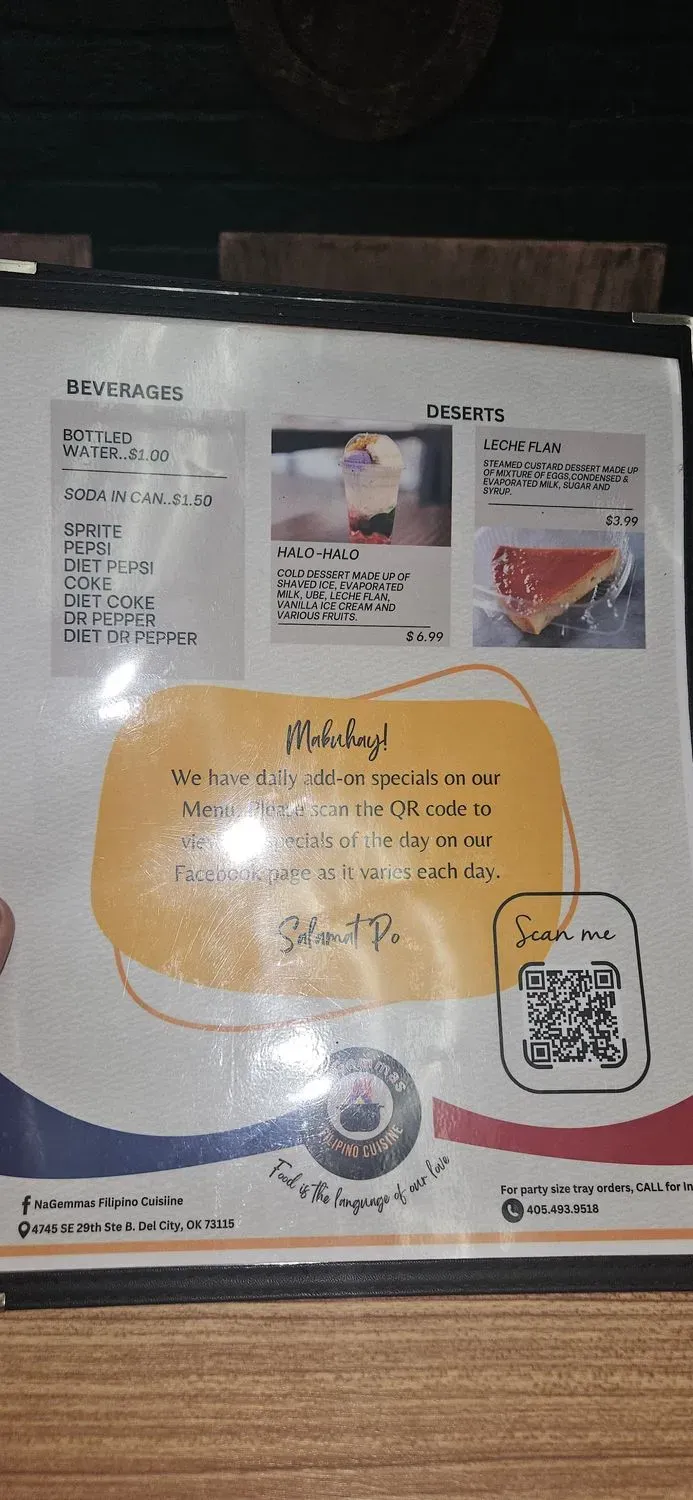 BEVERAGES
BOTTLED
WATER..$1.00
SODA IN CAN..$1.50
SPRITE
PEPSI
DIET PEPSI
COKE
DIET COKE
DR PEPPER
DIET DR PEPPER
DESERTS
HALO-HALO
COLD DESSERT MADE UP OF
SHAVED ICE, EVAPORATED
MILK, UBE, LECHE FLAN,
VANILLA ICE CREAM AND
VARIOUS FRUITS.
$ 6.99
LECHE FLAN
STEAMED CUSTARD DESSERT MADE UP
OF MIXTURE OF EGGS,CONDENSED &
EVAPORATED MILK, SUGAR AND
SYRUP.
$3.99
Mabuhay!
We have daily add-on specials on our
Menu. Please scan the QR code to
of the day on our
Facebook page as it varies each day.
Salamat Po
Scan me
FILIPINO CUISINE
Food is the language of our love
NaGemmas Filipino Cuisiine
4745 SE 29th Ste B. Del City, OK 73115
For party size tray orders, CALL for In
405.493.9518